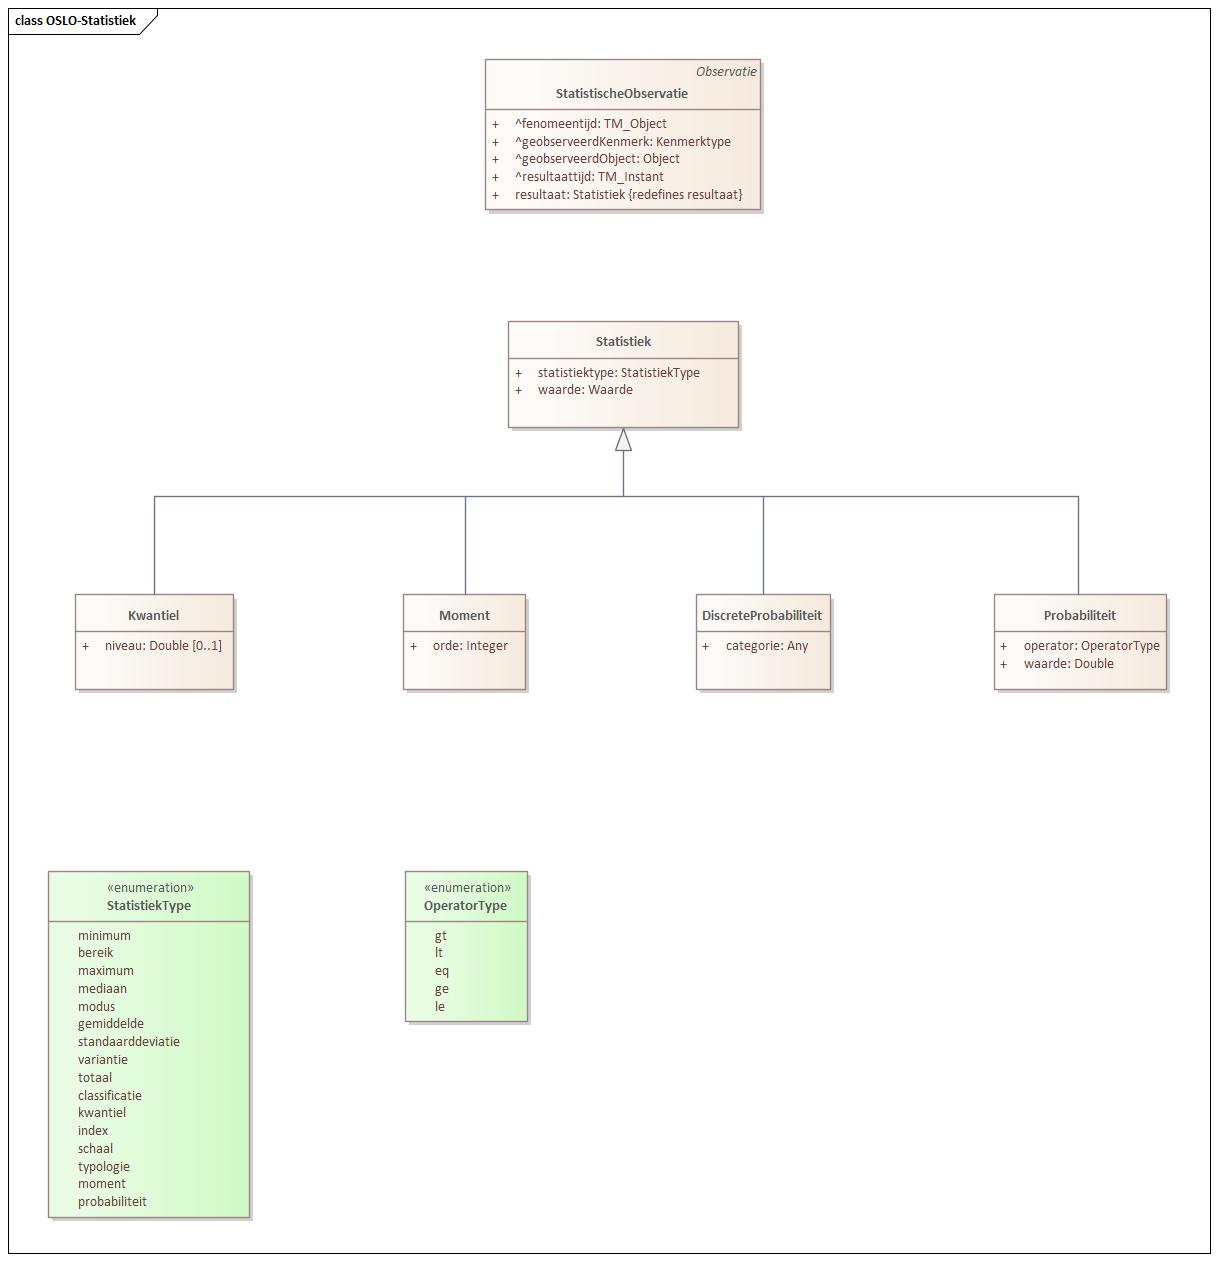 class OSLO-Statistiek
Observatie
StatistischeObservatie
+ ^fenomeentijd: TM_Object
+ ^geobserveerdKenmerk: Kenmerktype
+ ^geobserveerdObject: Object
+ ^resultaattijd: TM_Instant
+ resultaat: Statistiek {redefines resultaat}
Statistiek
+ statistiektype: StatistiekType
+ waarde: Waarde
Kwantiel
+ niveau: Double [0..1]
Moment
+ orde: Integer
DiscreteProbabiliteit
+ categorie: Any
Probabiliteit
+ operator: OperatorType
+ waarde: Double
«enumeration»
StatistiekType
minimum
bereik
maximum
mediaan
modus
gemiddelde
standaarddeviatie
variantie
totaal
classificatie
kwantiel
index
schaal
typologie
moment
probabiliteit
«enumeration»
OperatorType
gt
lt
eq
ge
le